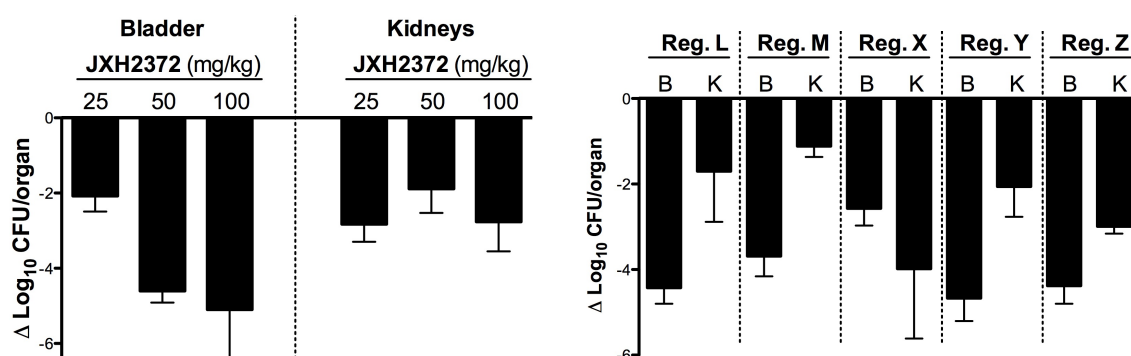 Bladder
Kidneys
JXH2372 (mg/kg)
JXH2372 (mg/kg)
25 50 100
25 50 100
0
-2
-4
-6
Δ Log10 CFU/organ
Reg. L Reg. M Reg. X Reg. Y Reg. Z
B K B K B K B K B K
0
-2
-4
-6
Δ Log10 CFU/organ